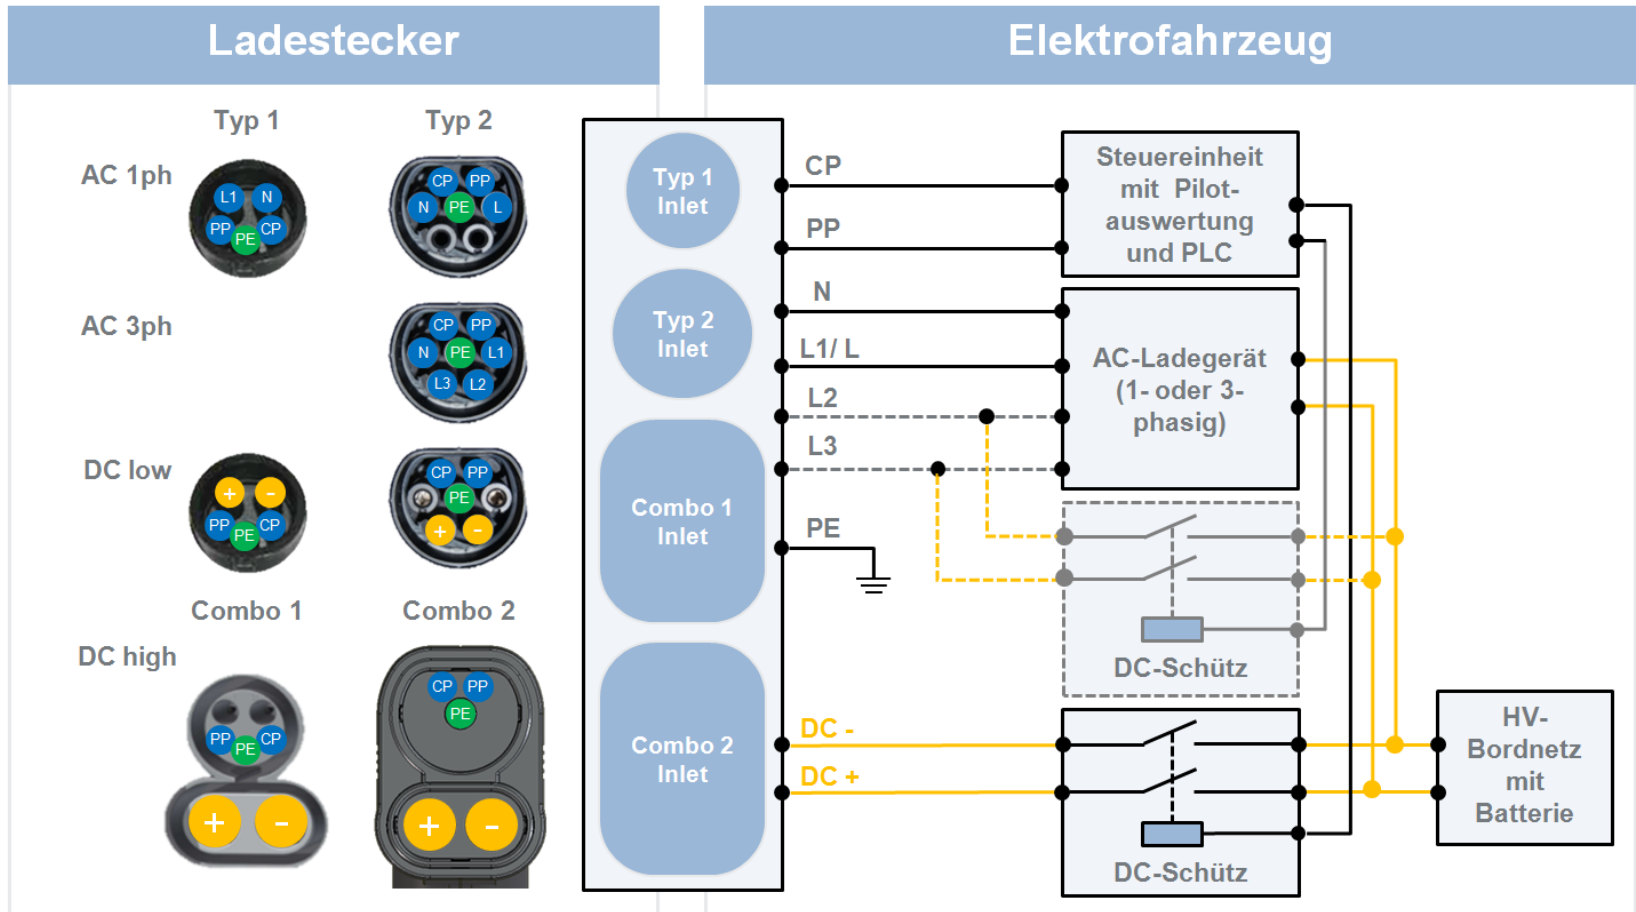 Ladestecker
Elektrofahrzeug
Typ 1
Typ 2
AC 1ph
L1
N
PP
PE
CP
CP
PP
N
PE
L
AC 3ph
CP
PP
N
PE
L1
L3
L2
DC low
+
-
PP
PE
CP
CP
PP
PE
+
-
Combo 1
Combo 2
DC high
PP
PE
CP
+
-
CP
PP
PE
+
-
Typ 1
Inlet
Typ 2
Inlet
Combo 1
Inlet
Combo 2
Inlet
CP
PP
N
L1/ L
L2
L3
PE
DC -
DC +
Steuereinheit
mit Pilot-
auswertung
und PLC
AC-Ladegerät
(1- oder 3-
phasig)
DC-Schütz
DC-Schütz
HV-
Bordnetz
mit
Batterie